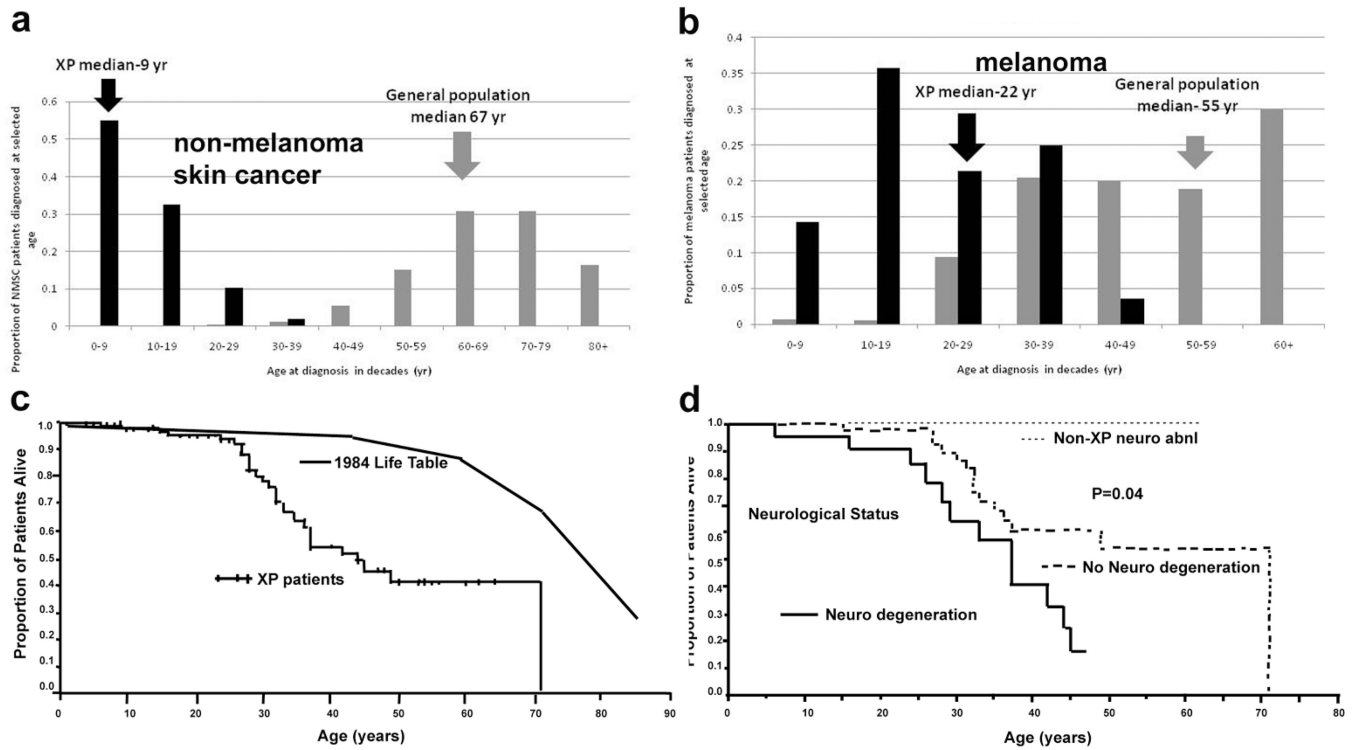 a
XP median-9 yr
General population
median 67 yr
non-melanoma
skin cancer
Proportion of NMSC patients diagnosed at selected
age
0.6
0.5
0.4
0.3
0.2
0.1
0
0-9 10-19 20-29 30-39 40-49 50-59 60-69 70-79 80+
Age at diagnosis in decades (yr)
b
melanoma
XP median-22 yr
General population
median- 55 yr
Proportion of melanoma patients diagnosed at
selected age
0.4
0.35
0.3
0.25
0.2
0.15
0.1
0.05
0
0-9 10-19 20-29 30-39 40-49 50-59 60+
Age at diagnosis in decades (yr)
c
Proportion of Patients Alive
1.0
0.9
0.8
0.7
0.6
0.5
0.4
0.3
0.2
0.1
0.0
1984 Life Table
XP patients
0 10 20 30 40 50 60 70 80 90
Age (years)
d
Proportion of Patients Alive
1.0
0.9
0.8
0.7
0.6
0.5
0.4
0.3
0.2
0.1
0.0
Non-XP neuro abnl
P=0.04
Neurological Status
No Neuro degeneration
Neuro degeneration
0 10 20 30 40 50 60 70 80
Age (years)